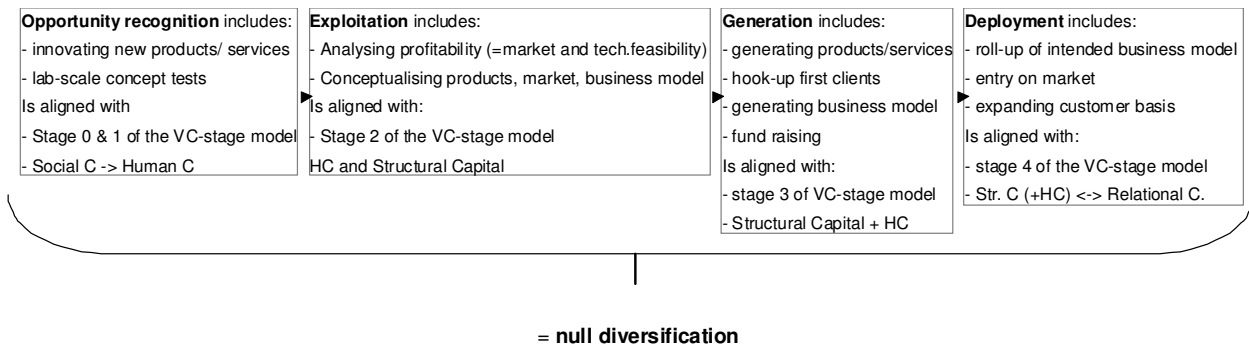 Opportunity recognition includes:
- innovating new products/ services
- lab-scale concept tests
Is aligned with
- Stage 0 & 1 of the VC-stage model
- Social C -> Human C
Exploitation includes:
- Analysing profitability (=market and tech.feasibility)
- Conceptualising products, market, business model
Is aligned with:
- Stage 2 of the VC-stage model
HC and Structural Capital
Generation includes:
- generating products/services
- hook-up first clients
- generating business model
- fund raising
Is aligned with:
- stage 3 of VC-stage model
- Structural Capital + HC
Deployment includes:
- roll-up of intended business model
- entry on market
- expanding customer basis
Is aligned with:
- stage 4 of the VC-stage model
- Str. C (+HC) <-> Relational C.
= null diversification